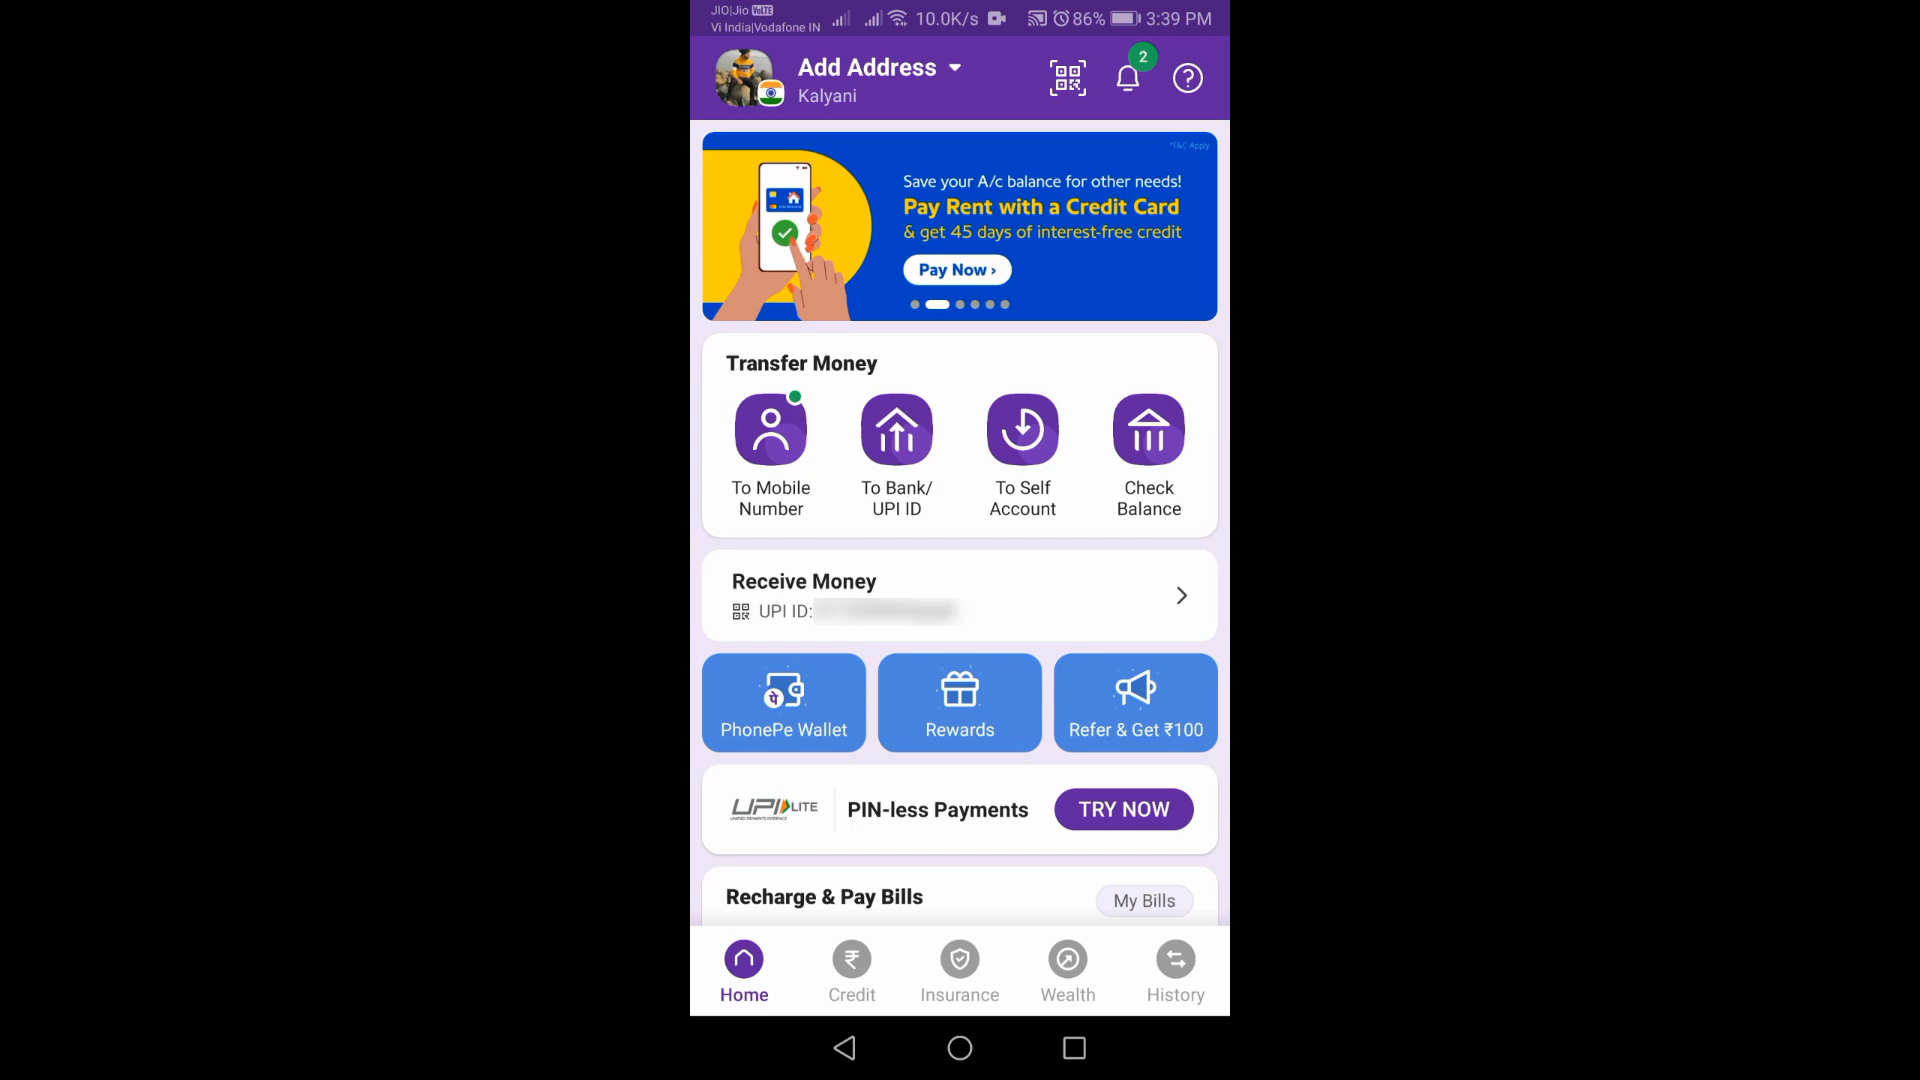 JIO|Jio VoLTE
Vi India|Vodafone IN
10.0K/s
86%
3:39 PM
Add Address
Kalyani
2
*T&C Apply
Save your A/c balance for other needs!
Pay Rent with a Credit Card
& get 45 days of interest-free credit
Pay Now ›
Transfer Money
To Mobile
Number
To Bank/
UPI ID
To Self
Account
Check
Balance
Receive Money
UPI ID:
पे
PhonePe Wallet
Rewards
Refer & Get ₹100
UPI LITE
UNIFIED PAYMENTS INTERFACE
PIN-less Payments
TRY NOW
Recharge & Pay Bills
My Bills
Home
Credit
Insurance
Wealth
History